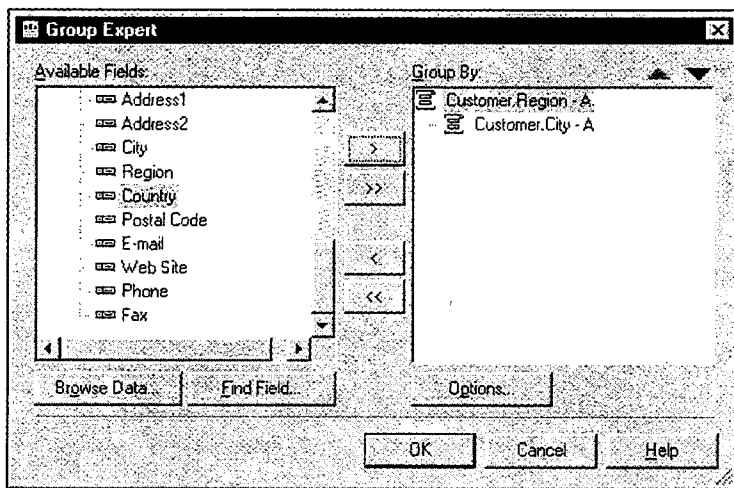 Group Expert
Available Fields:
Address1
Address2
City
Region
Country
Postal Code
E-mail
Web Site
Phone
Fax
Browse Data...
Find Field...
>
>>
<
<<
Group By:
Customer.Region - A
Customer.City - A
Options...
OK
Cancel
Help